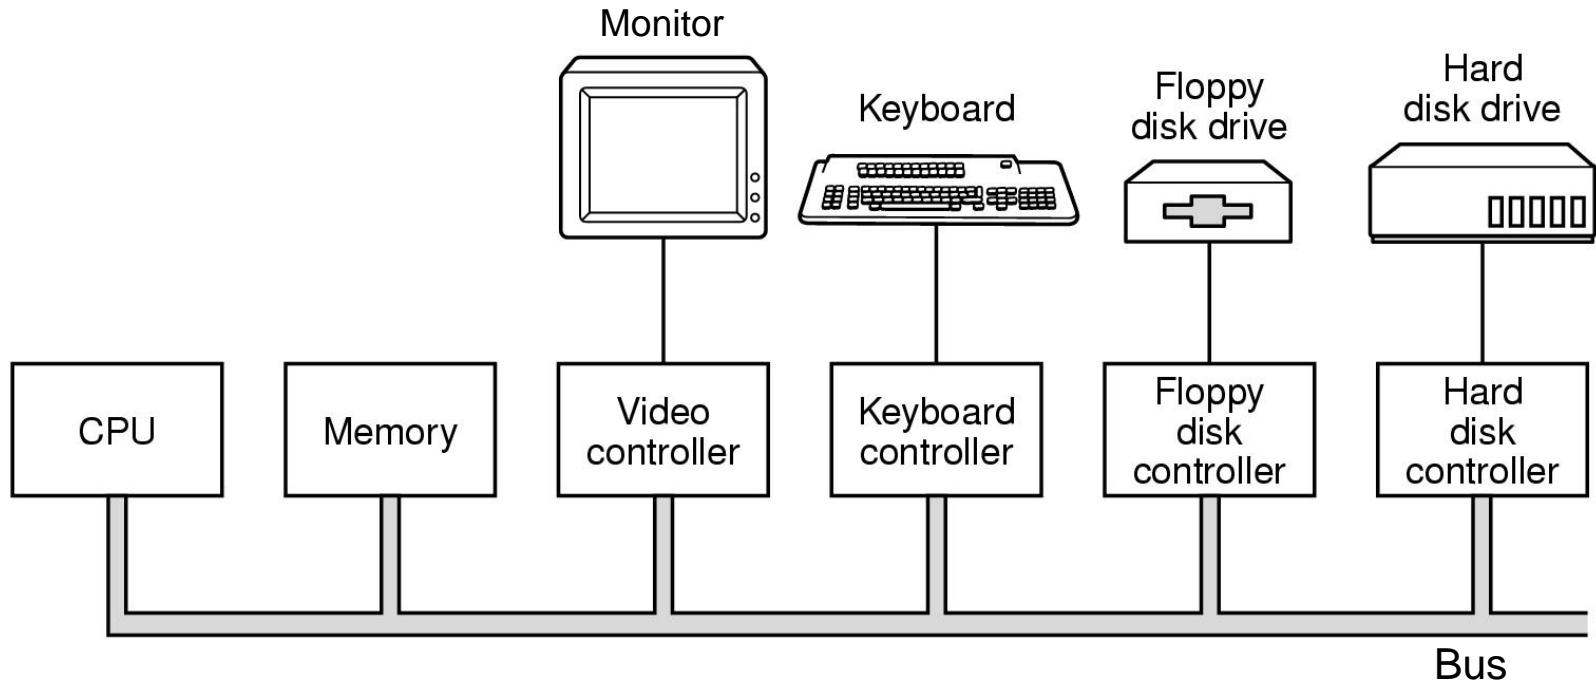 Monitor
Keyboard
Floppy
disk drive
Hard
disk drive
CPU
Memory
Video
controller
Keyboard
controller
Floppy
disk
controller
Hard
disk
controller
Bus